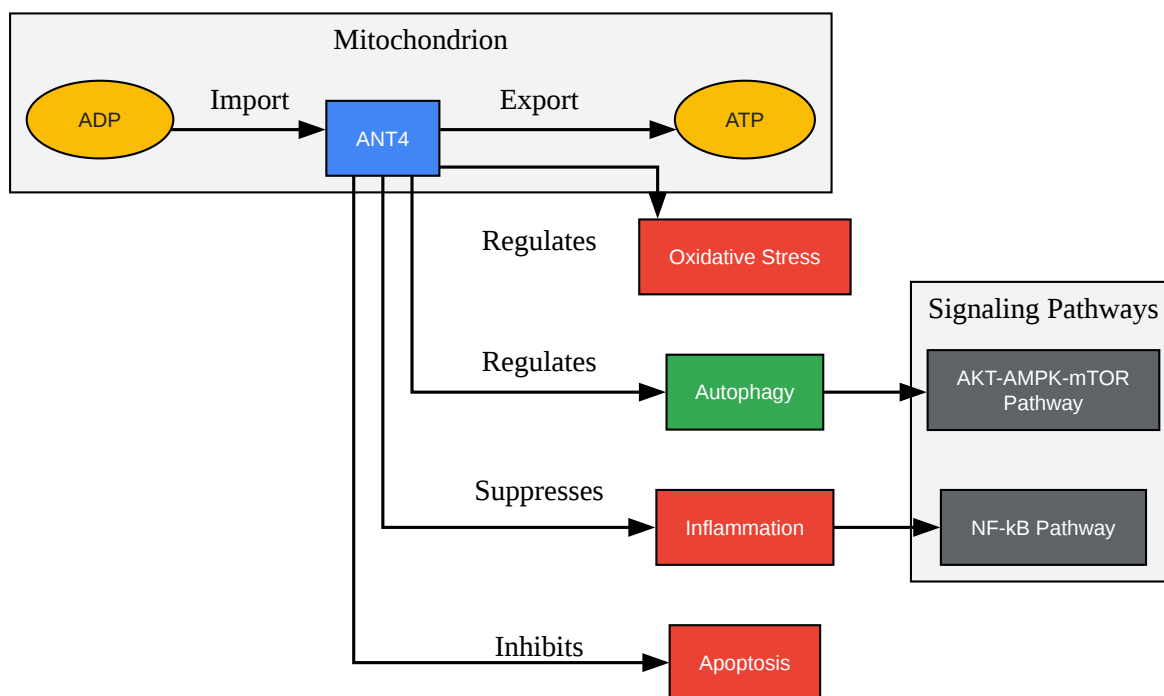 Mitochondrion
Import
Export
ADP
ANT4
ATP
Regulates
Oxidative Stress
Signaling Pathways
Regulates
Autophagy
AKT-AMPK-mTOR
Pathway
Suppresses
Inflammation
NF-kB Pathway
Inhibits
Apoptosis